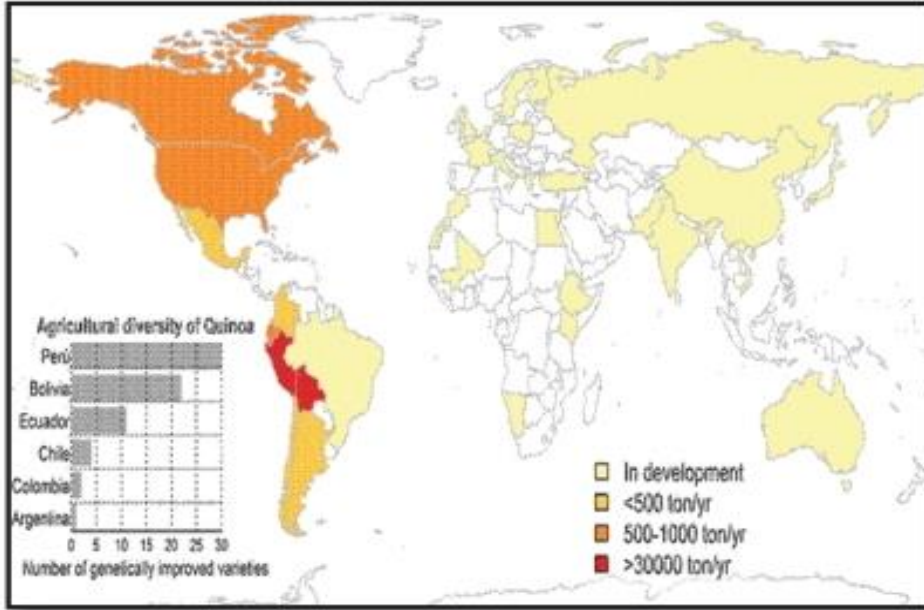 Agricultural diversity of Quinoa
Perú
Bolivia
Ecuador
Chile
Colombia
Argentina
0 5 10 15 20 25 30
Number of genetically improved varieties
In development
<500 ton/yr
500-1000 ton/yr
>30000 ton/yr